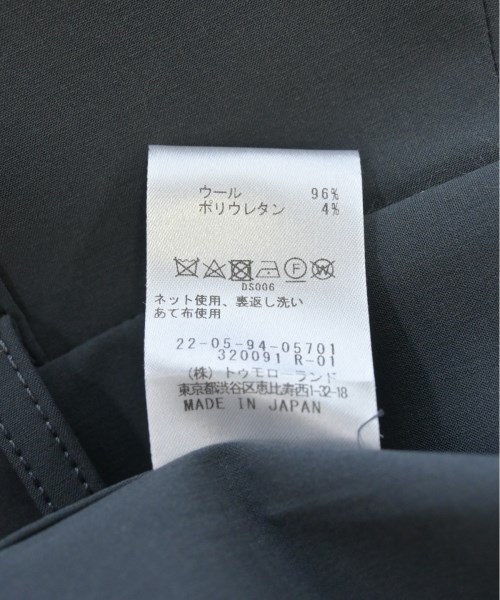 ウール 96%
ポリウレタン 4%
DS006
ネット使用、裏返し洗い
あて布使用
22-05-94-05701
320091 R-01
(株)トゥモローランド
東京都渋谷区恵比寿西1-32-18
MADE IN JAPAN